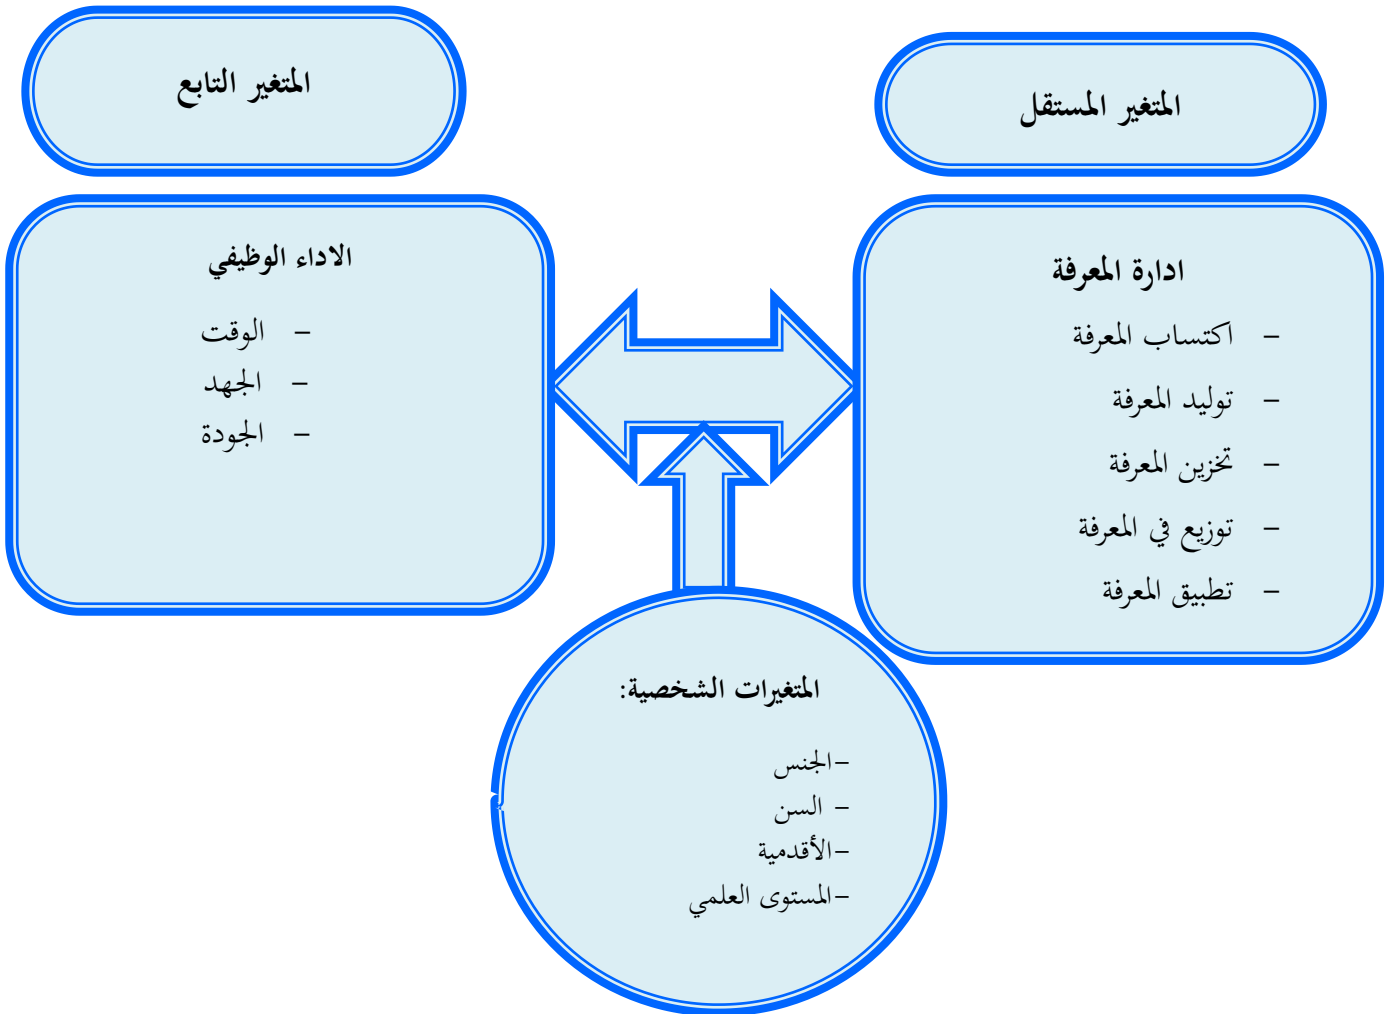 المتغير المستقل
المتغير التابع
ادارة المعرفة
- اكتساب المعرفة
- توليد المعرفة
- تخزين المعرفة
- توزيع في المعرفة
- تطبيق المعرفة
الاداء الوظيفي
- الوقت
- الجهد
- الجودة
المتغيرات الشخصية:
-الجنس
- السن
-الأقدمية
-المستوى العلمي